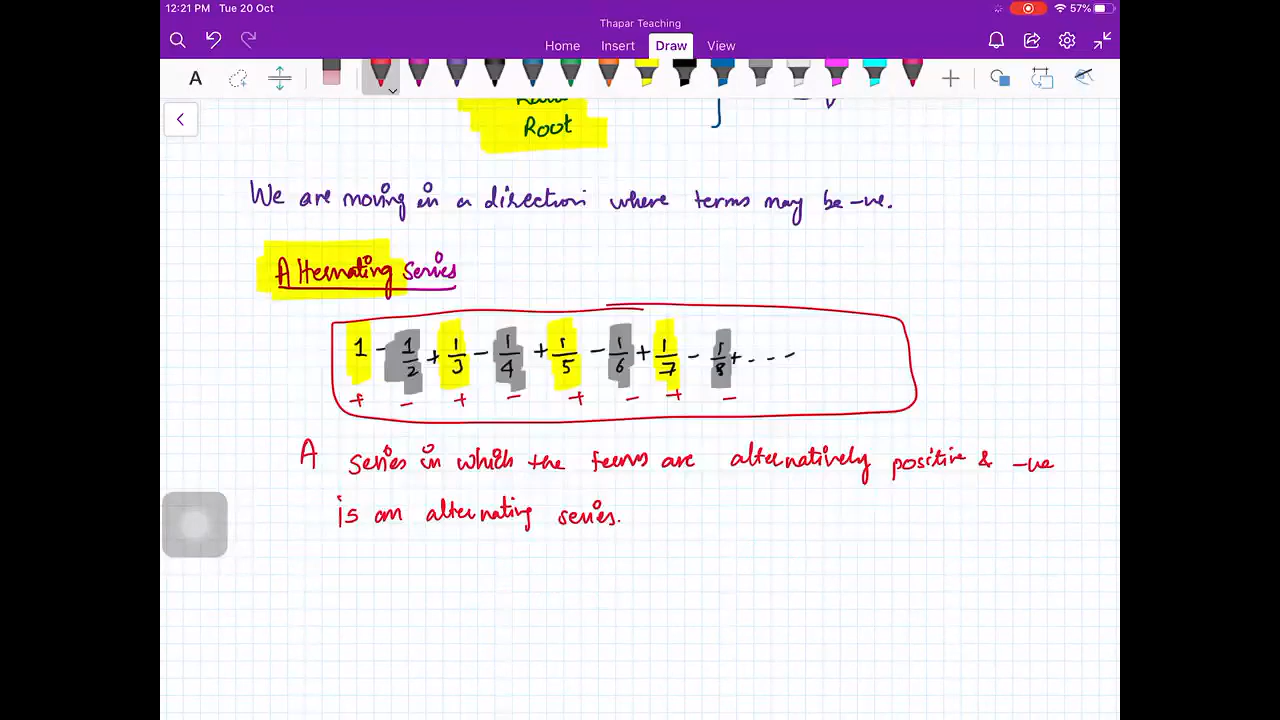 12:21 PM Tue 20 Oct
57%
Thapar Teaching
Home Insert Draw View
A
Root
We are moving in a direction where terms may be -ve.
Alternating Series
1 - 1/2 + 1/3 - 1/4 + 1/5 - 1/6 + 1/7 - 1/8 + . - - -
+ - + - + - + -
A series in which the terms are alternatively positive & -ve
is an alternating series.